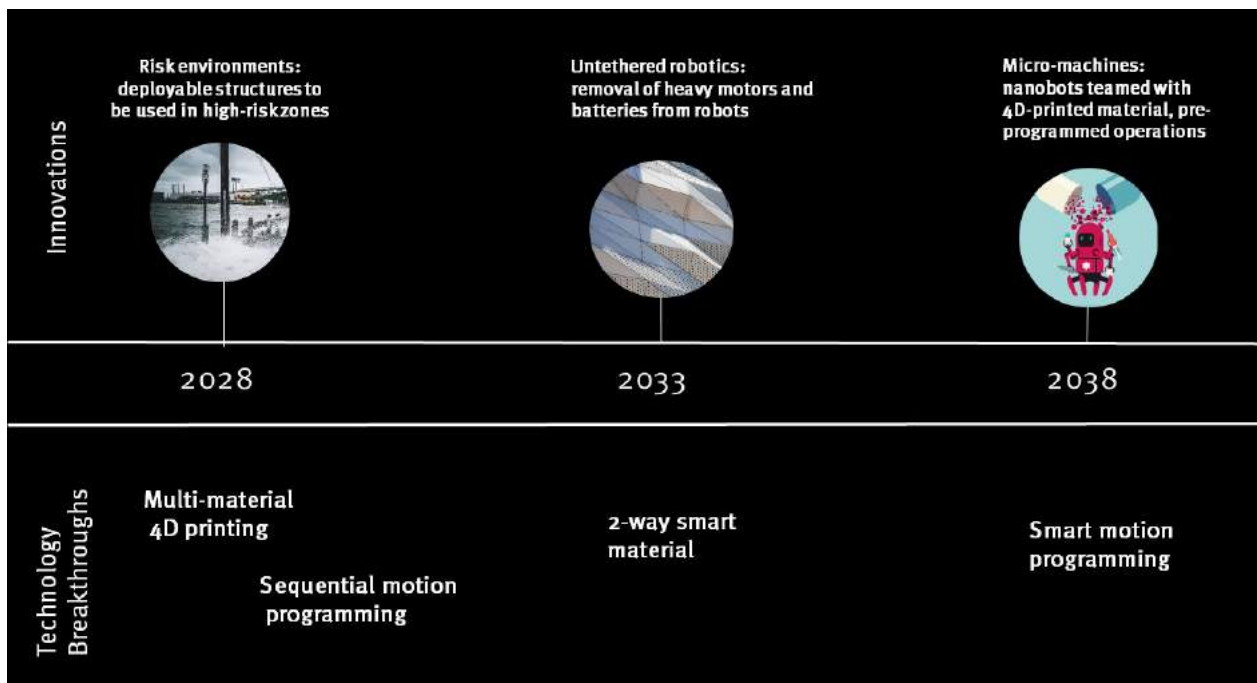 Risk environments:
deployable structures to
be used in high-riskzones
Untethered robotics:
removal of heavy motors and
batteries from robots
Micro-machines:
nanobots teamed with
4D-printed material, pre-
programmed operations
Innovations
2028
2033
2038
Technology
Breakthroughs
Multi-material
4D printing
Sequential motion
programming
2-way smart
material
Smart motion
programming